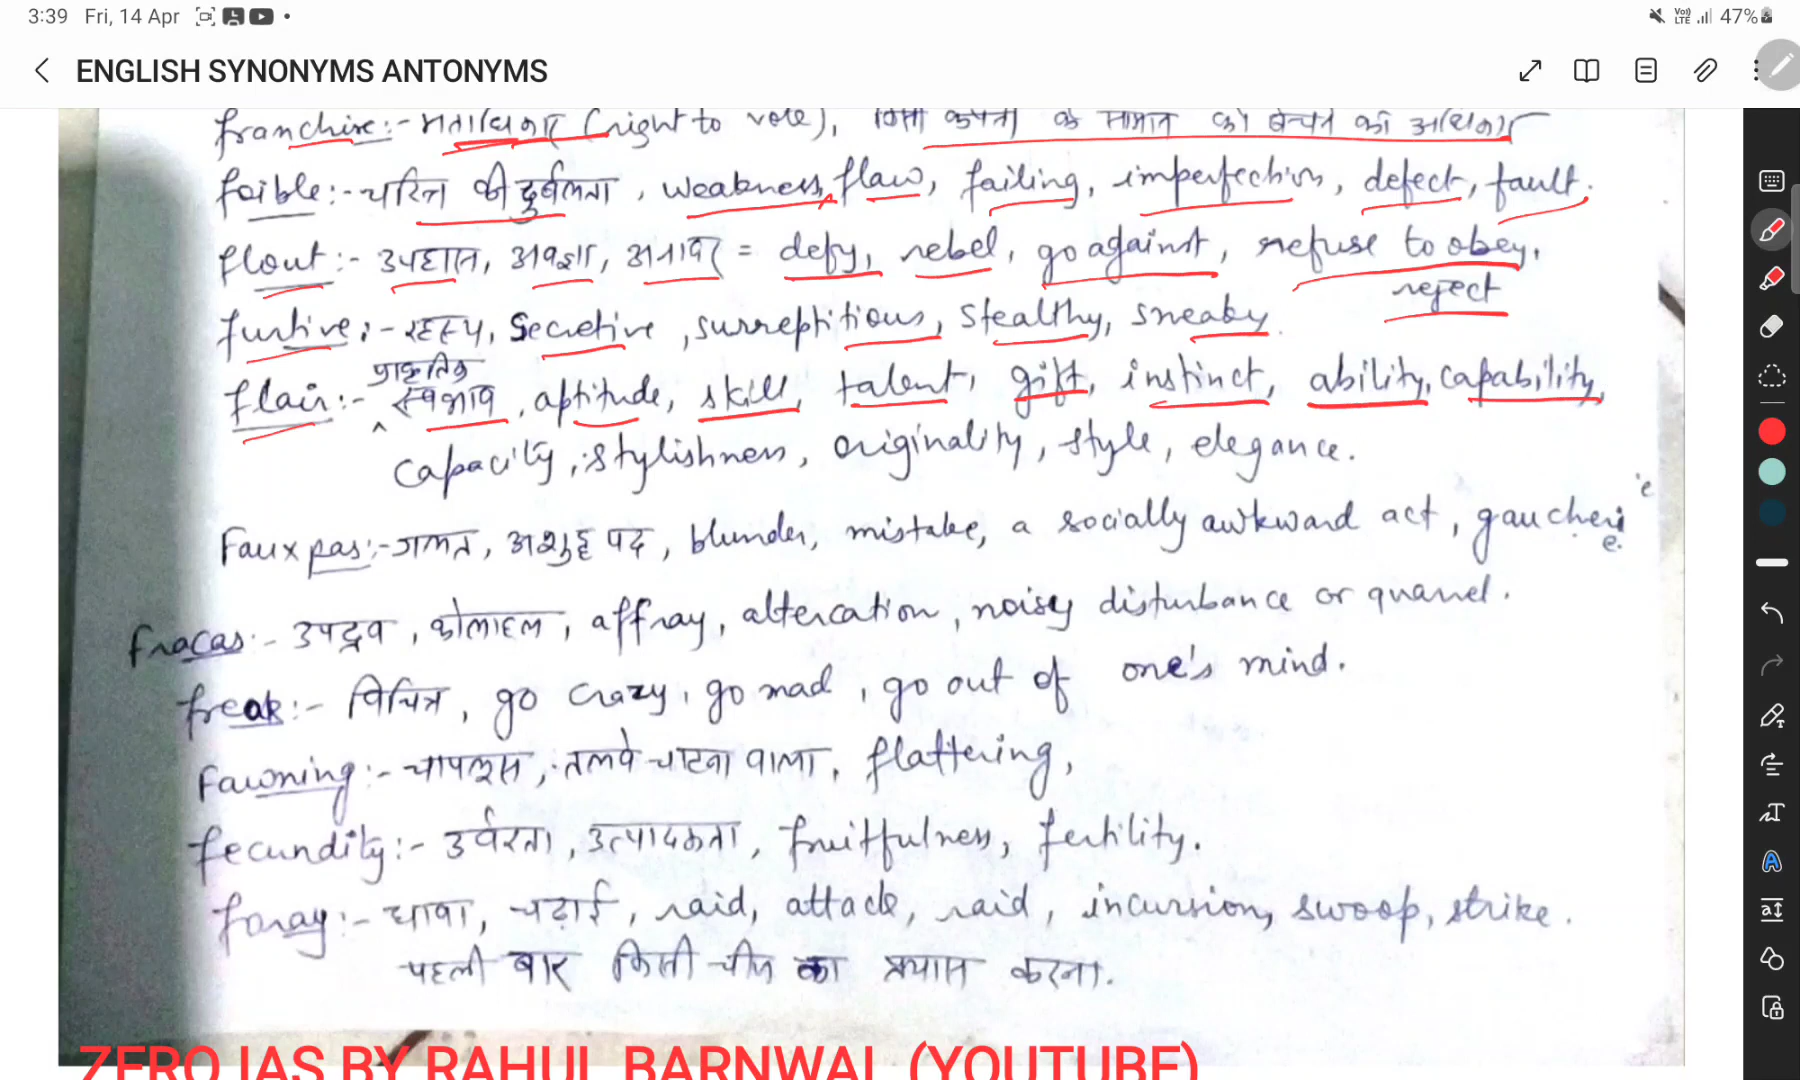 3:39 Fri, 14 Apr 47%
ENGLISH SYNONYMS ANTONYMS
franchise:- मताधिकार (right to vote), किसी कंपनी के सामान को बेचने का अधिकार
foible:- चरित्र की दुर्बलता, weakness, flaw, failing, imperfection, defect, fault.
flout:- उपहास, अवज्ञा, अनादर = defy, rebel, go against, refuse to obey,
reject
furtive:- रहस्य, Secretive, surreptitious, stealthy, sneaky.
प्राकृतिक
flair:- स्वभाव, aptitude, skill, talent, gift, instinct, ability, capability,
capacity, stylishness, originality, style, elegance.
Faux pas:- गलत, अशुद्ध पद, blunder, mistake, a socially awkward act, gaucherie
fracas:- उपद्रव, कोलाहल, affray, altercation, noisy disturbance or quarrel.
freak:- विचित्र, go crazy, go mad, go out of one's mind.
Fawning:- चापलूस, तलवे चाटना वाला, flattering,
fecundity:- उर्वरता, उत्पादकता, fruitfulness, fertility.
foray:- धावा, चढ़ाई, raid, attack, raid, incursion, swoop, strike.
पहली बार किसी चीज का प्रयास करना.
ZERO IAS BY RAHUL BARNWAL (YOUTUBE)